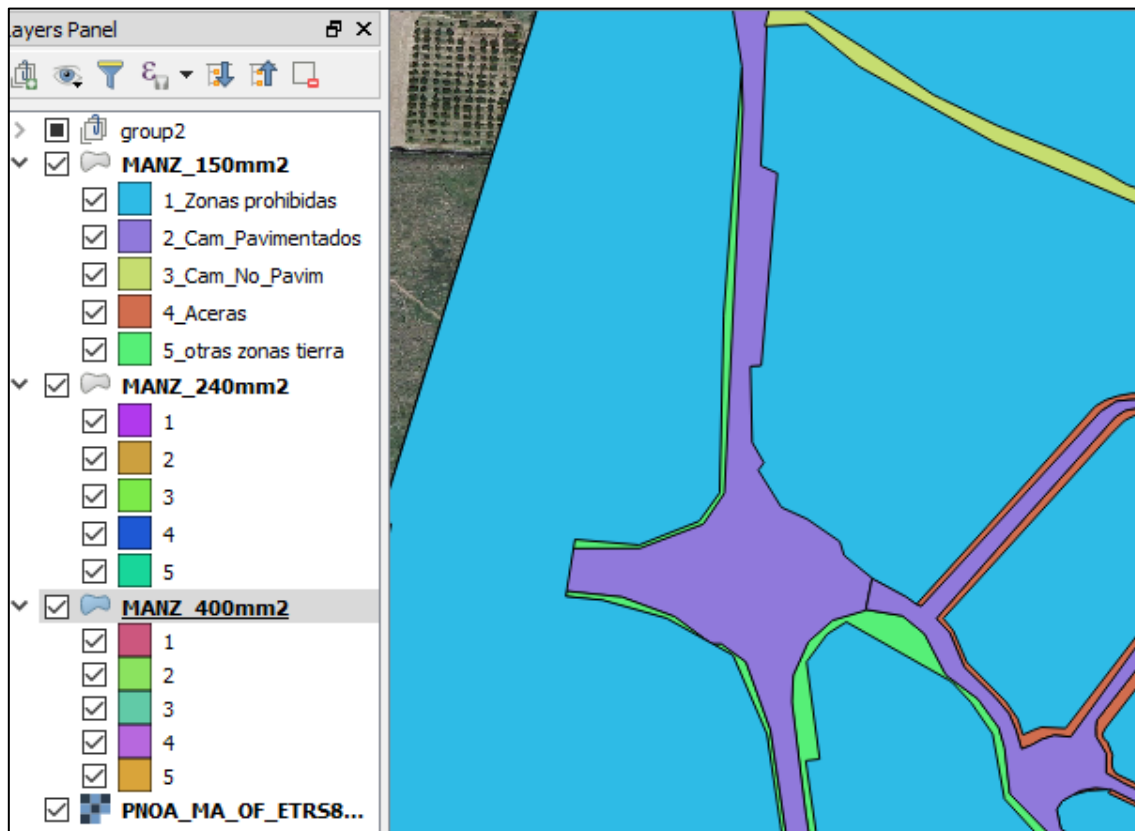 Layers Panel
group2
MANZ_150mm2
1_Zonas prohibidas
2_Cam_Pavimentados
3_Cam_No_Pavim
4_Aceras
5_otras zonas tierra
MANZ_240mm2
1
2
3
4
5
MANZ_400mm2
1
2
3
4
5
PNOA_MA_OF_ETRS8...